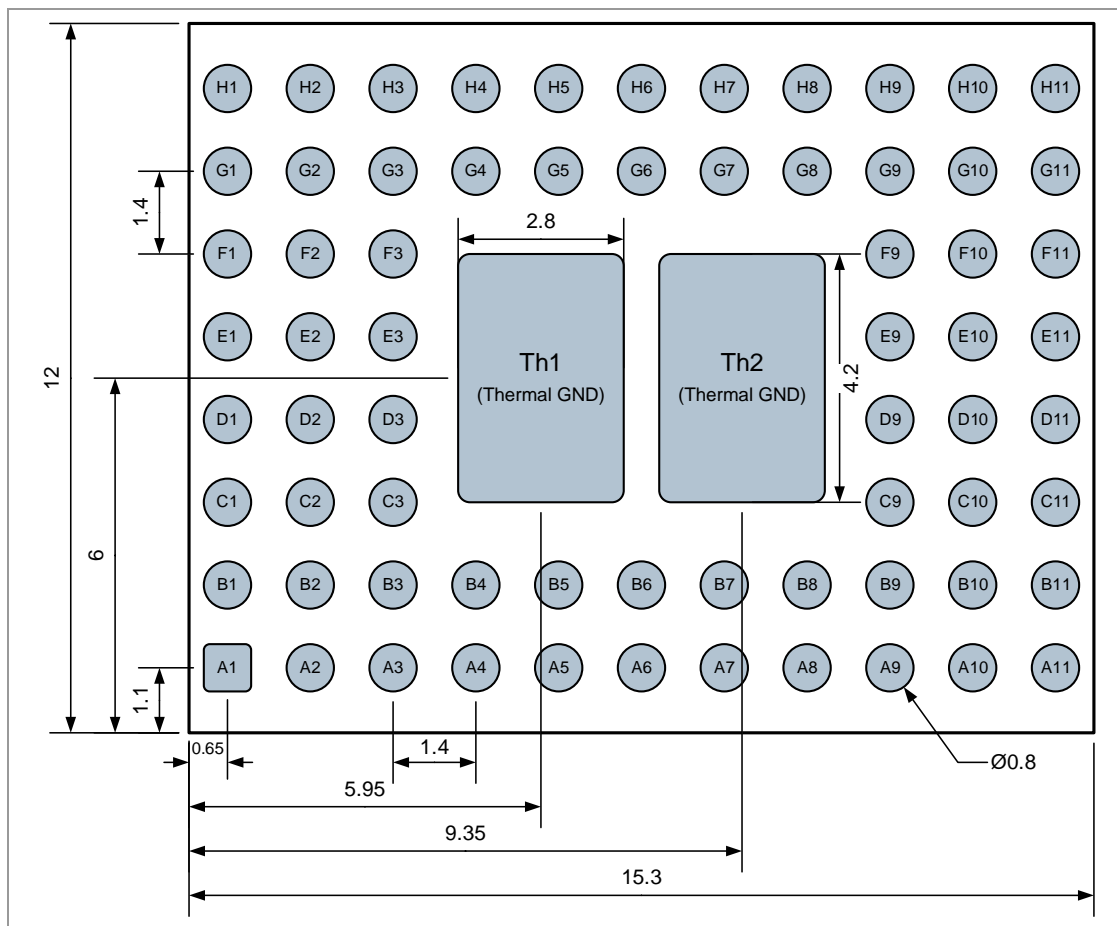 H1 H2 H3 H4 H5 H6 H7 H8 H9 H10 H11
G1 G2 G3 G4 G5 G6 G7 G8 G9 G10 G11
1.4
2.8
F1 F2 F3 F9 F10 F11
E1 E2 E3 E9 E10 E11
Th1 Th2
(Thermal GND) (Thermal GND)
4.2
12
D1 D2 D3 D9 D10 D11
C1 C2 C3 C9 C10 C11
6
B1 B2 B3 B4 B5 B6 B7 B8 B9 B10 B11
A1 A2 A3 A4 A5 A6 A7 A8 A9 A10 A11
1.1
0.65
1.4
Ø0.8
5.95
9.35
15.3